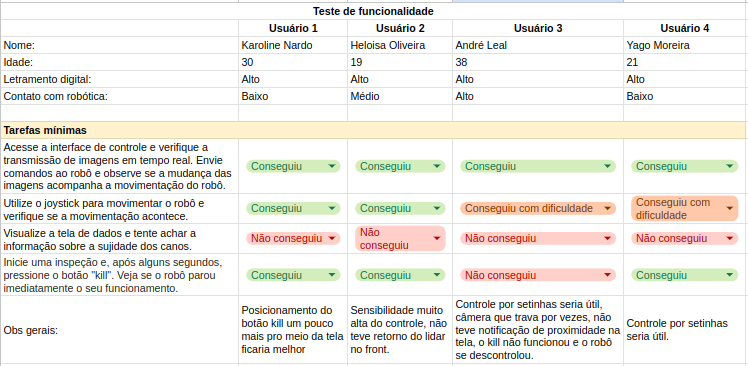 Teste de funcionalidade
Usuário 1 Usuário 2 Usuário 3 Usuário 4
Nome: Karoline Nardo Heloisa Oliveira André Leal Yago Moreira
Idade: 30 19 38 21
Letramento digital: Alto Alto Alto Alto
Contato com robótica: Baixo Médio Alto Baixo
Tarefas mínimas
Acesse a interface de controle e verifique a
transmissão de imagens em tempo real. Envie
comandos ao robô e observe se a mudança das
imagens acompanha a movimentação do robô.
Conseguiu Conseguiu Conseguiu Conseguiu
Utilize o joystick para movimentar o robô e
verifique se a movimentação acontece.
Conseguiu Conseguiu Conseguiu com dificuldade Conseguiu com
dificuldade
Visualize a tela de dados e tente achar a
informação sobre a sujidade dos canos.
Não conseguiu Não
conseguiu Não conseguiu Não conseguiu
Inicie uma inspeção e, após alguns segundos,
pressione o botão "kill". Veja se o robô parou
imediatamente o seu funcionamento.
Conseguiu Conseguiu Não conseguiu Conseguiu
Obs gerais:
Posicionamento do
botão kill um pouco
mais pro meio da tela
ficaria melhor
Sensibilidade muito
alta do controle, não
teve retorno do lidar
no front.
Controle por setinhas seria útil,
câmera que trava por vezes, não
teve notificação de proximidade na
tela, o kill não funcionou e o robô
se descontrolou.
Controle por setinhas
seria útil.